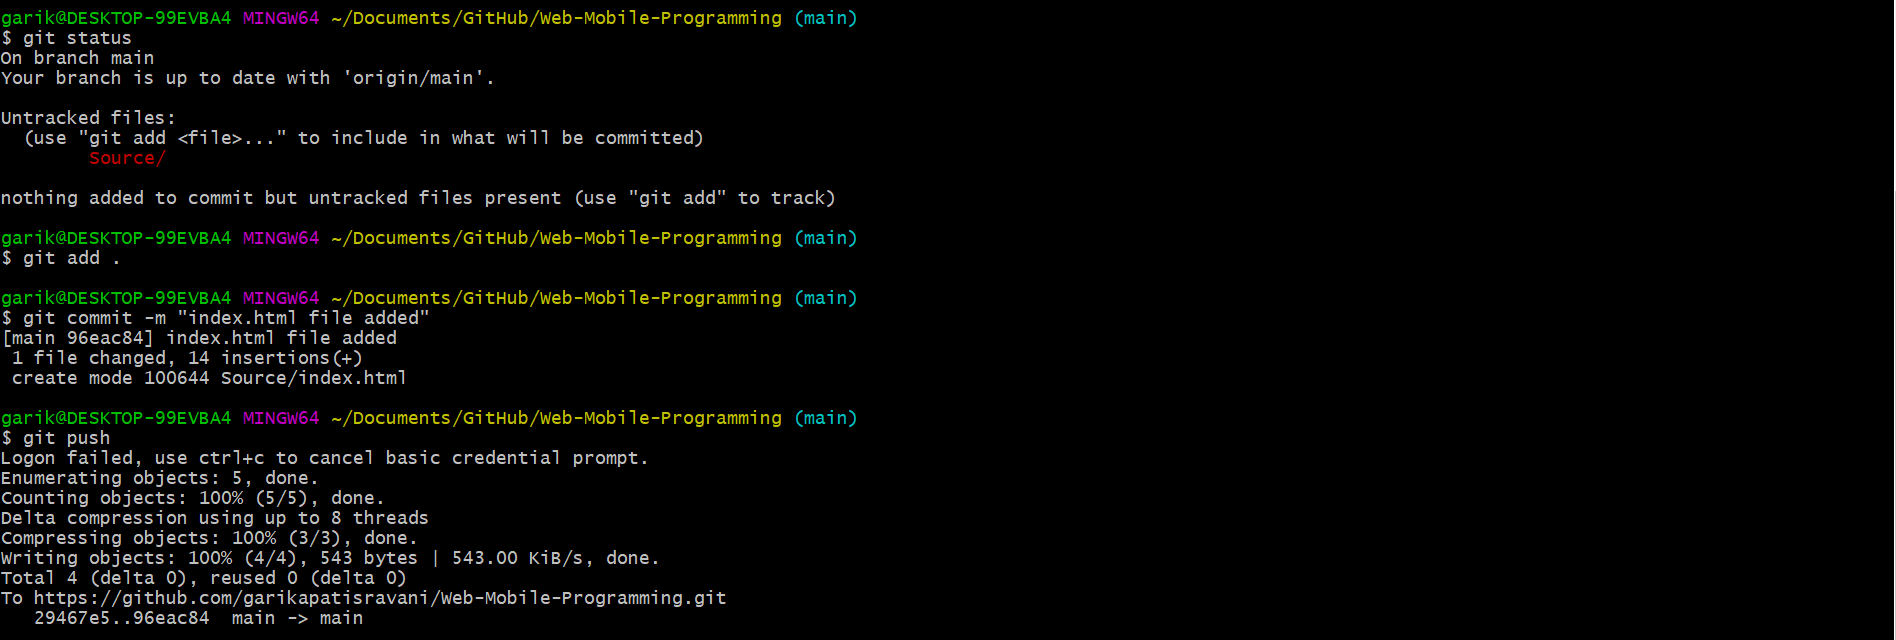 garik@DESKTOP-99EVBA4 MINGW64 ~/Documents/GitHub/Web-Mobile-Programming (main)
$ git status
On branch main
Your branch is up to date with 'origin/main'.
Untracked files:
  (use "git add <file>..." to include in what will be committed)
        Source/
nothing added to commit but untracked files present (use "git add" to track)
garik@DESKTOP-99EVBA4 MINGW64 ~/Documents/GitHub/Web-Mobile-Programming (main)
$ git add .
garik@DESKTOP-99EVBA4 MINGW64 ~/Documents/GitHub/Web-Mobile-Programming (main)
$ git commit -m "index.html file added"
[main 96eac84] index.html file added
 1 file changed, 14 insertions(+)
 create mode 100644 Source/index.html
garik@DESKTOP-99EVBA4 MINGW64 ~/Documents/GitHub/Web-Mobile-Programming (main)
$ git push
Logon failed, use ctrl+c to cancel basic credential prompt.
Enumerating objects: 5, done.
Counting objects: 100% (5/5), done.
Delta compression using up to 8 threads
Compressing objects: 100% (3/3), done.
Writing objects: 100% (4/4), 543 bytes | 543.00 KiB/s, done.
Total 4 (delta 0), reused 0 (delta 0)
To https://github.com/garikapatisravani/Web-Mobile-Programming.git
   29467e5..96eac84  main -> main